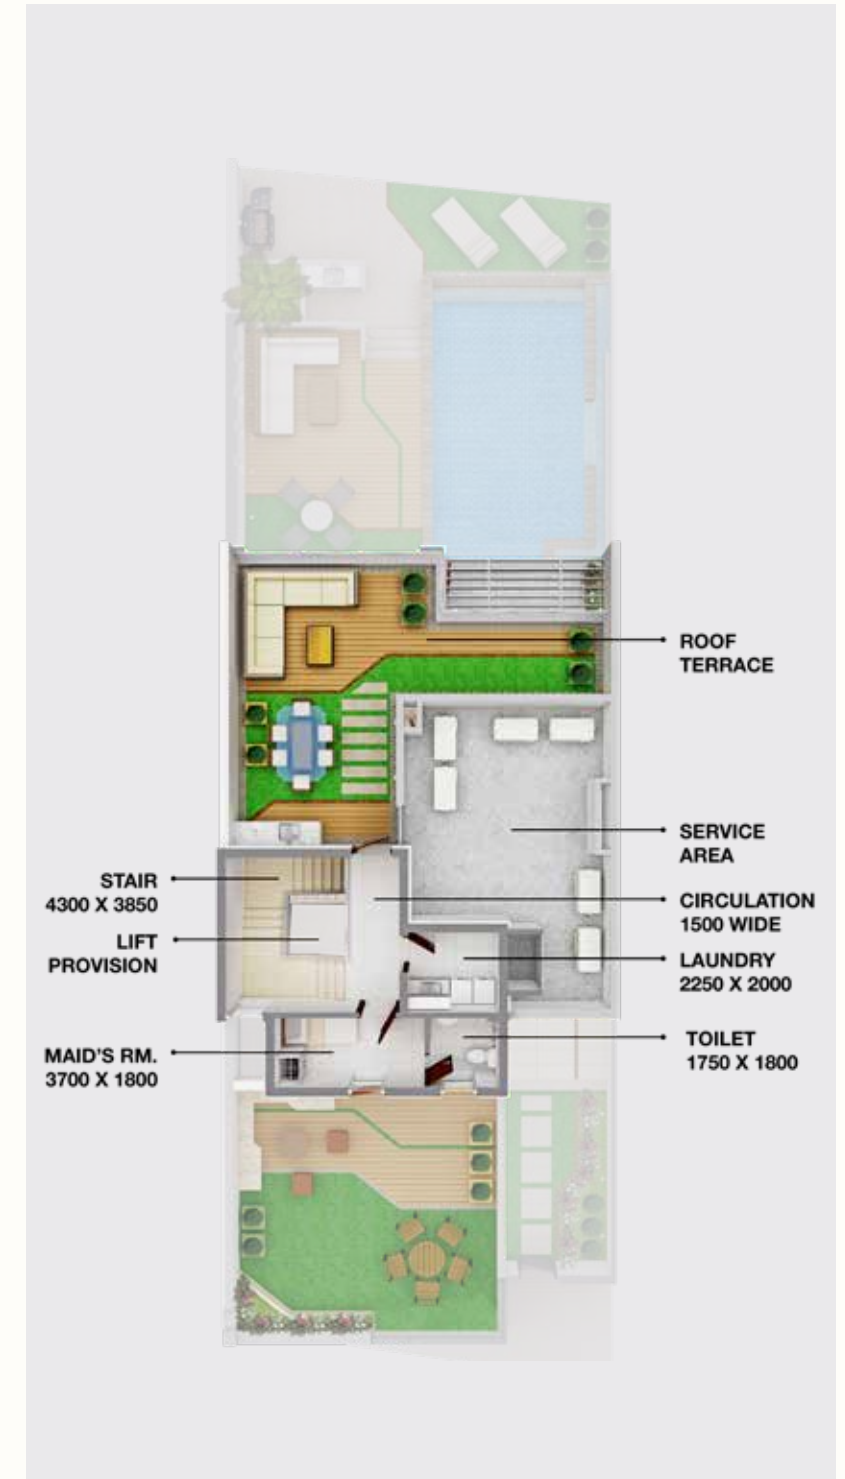 ROOF
TERRACE
SERVICE
AREA
STAIR
4300 X 3850
CIRCULATION
1500 WIDE
LIFT
PROVISION
LAUNDRY
2250 X 2000
MAID'S RM.
3700 X 1800
TOILET
1750 X 1800